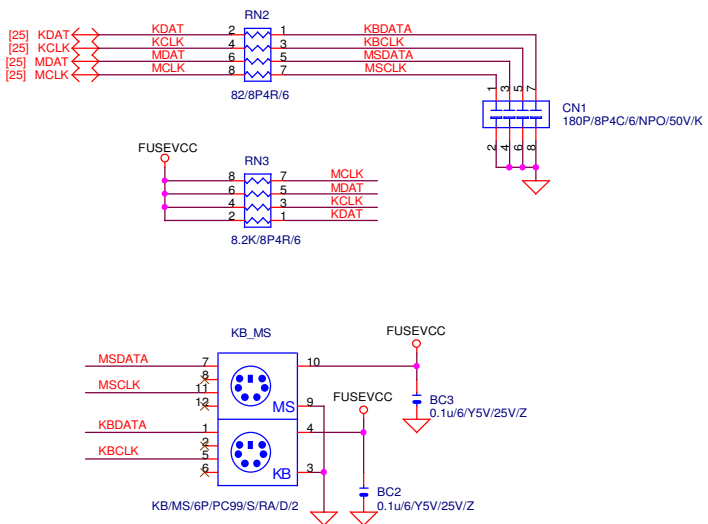 RN2
[25] KDAT KDAT 2 1 KBDATA
[25] KCLK KCLK 4 3 KBCLK
[25] MDAT MDAT 6 5 MSDATA
[25] MCLK MCLK 8 7 MSCLK
82/8P4R/6
1 3 5 7
CN1
180P/8P4C/6/NPO/50V/K
2 4 6 8
FUSEVCC
RN3
8 7 MCLK
6 5 MDAT
4 3 KCLK
2 1 KDAT
8.2K/8P4R/6
KB_MS
FUSEVCC
MSDATA 7 10
8
MSCLK 11
12 MS 9
FUSEVCC
BC3
0.1u/6/Y5V/25V/Z
KBDATA 1 4
2
KBCLK 5
6 KB 3
KB/MS/6P/PC99/S/RA/D/2
BC2
0.1u/6/Y5V/25V/Z